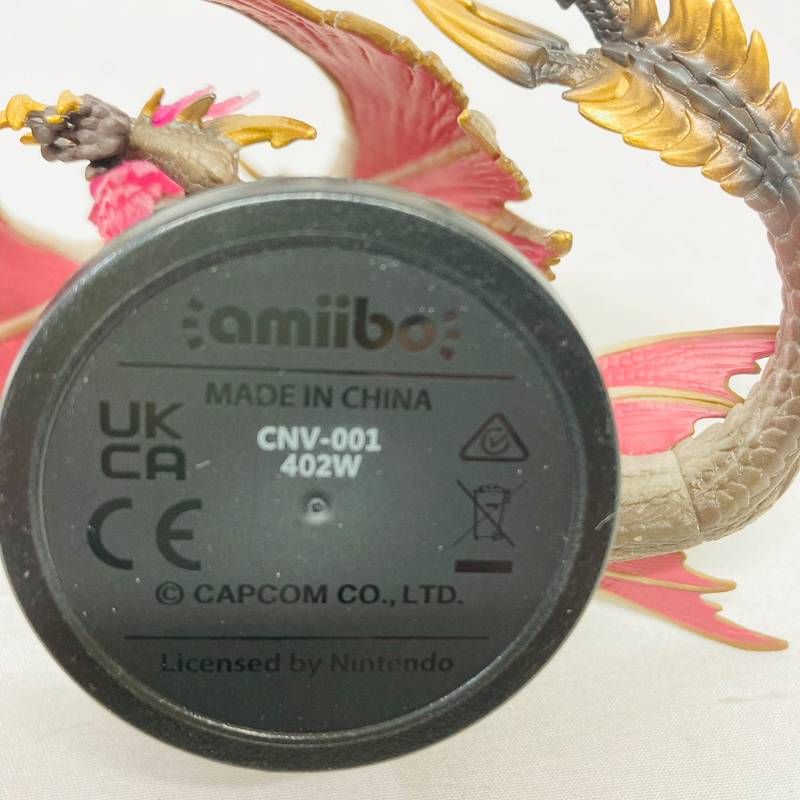 amiibo
MADE IN CHINA
UK
CA
CNV-001
402W
CE
© CAPCOM CO., LTD.
Licensed by Nintendo